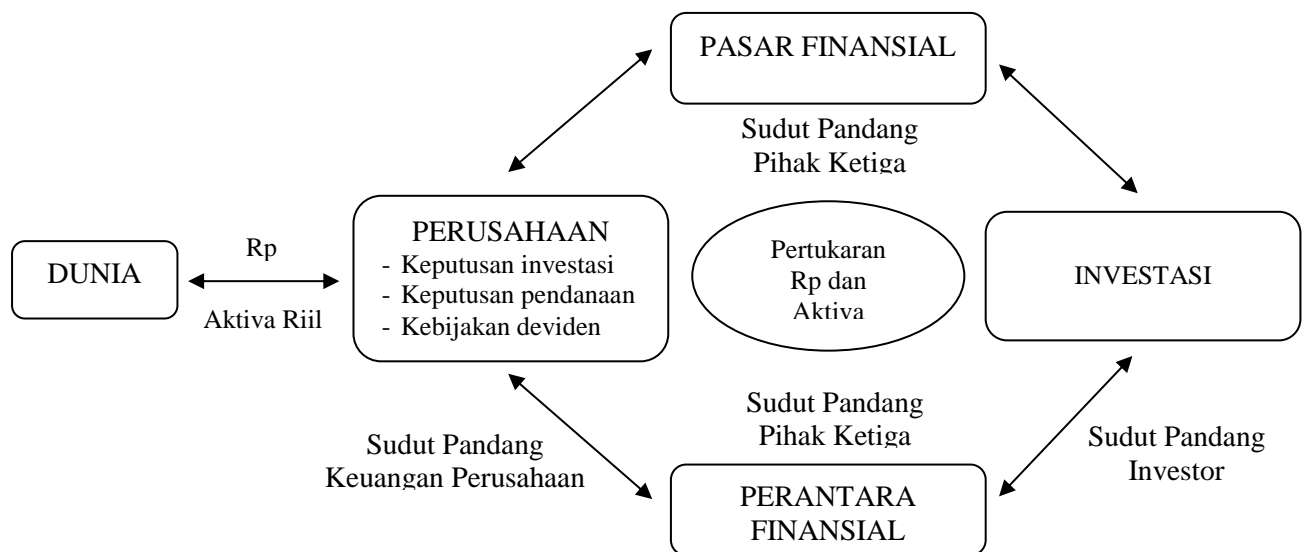 PASAR FINANSIAL
Sudut Pandang
Pihak Ketiga
DUNIA
Rp
Aktiva Riil
PERUSAHAAN
- Keputusan investasi
- Keputusan pendanaan
- Kebijakan deviden
Pertukaran
Rp dan
Aktiva
INVESTASI
Sudut Pandang
Keuangan Perusahaan
Sudut Pandang
Pihak Ketiga
Sudut Pandang
Investor
PERANTARA
FINANSIAL